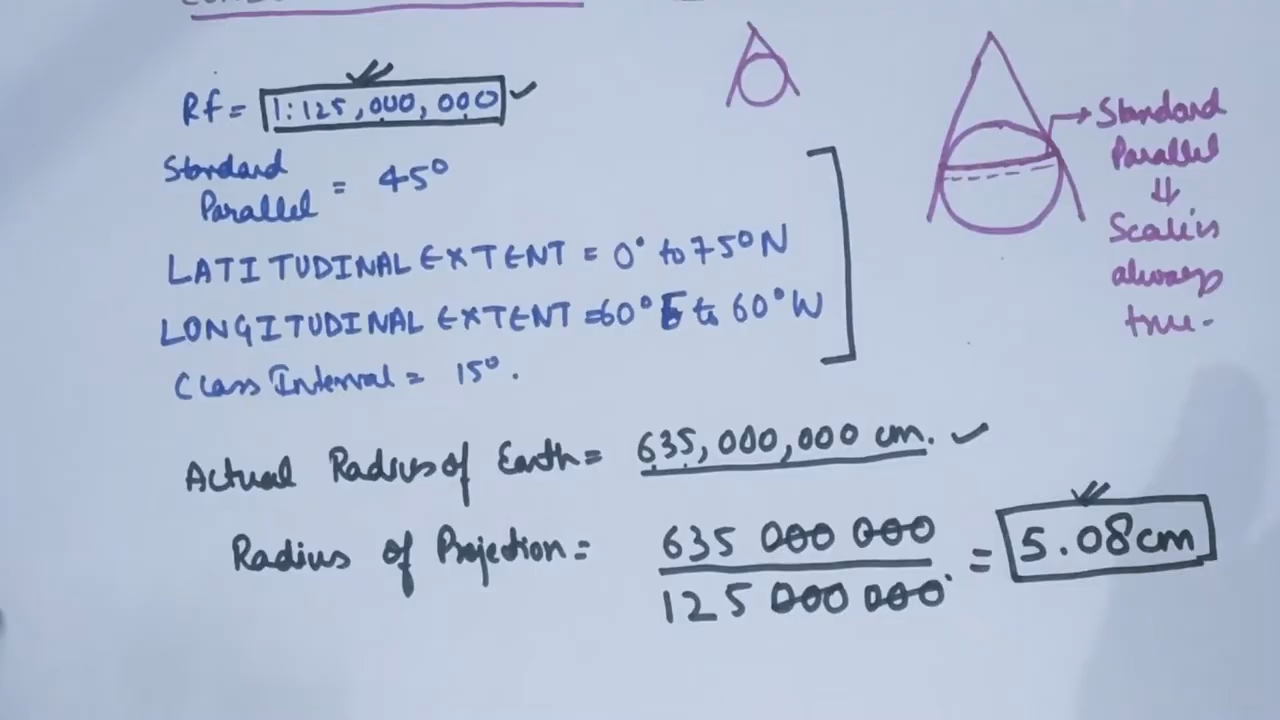 Rf = 1:125,000,000
Standard Parallel = 45°
LATITUDINAL EXTENT = 0° to 75°N
LONGITUDINAL EXTENT = 60° E to 60° W
Class Interval = 15°.
Standard
Parallel
⇓
Scale is
always
true.
Actual Radius of Earth = 635,000,000 cm.
Radius of Projection = 635 000 000 / 125 000 000 = 5.08cm